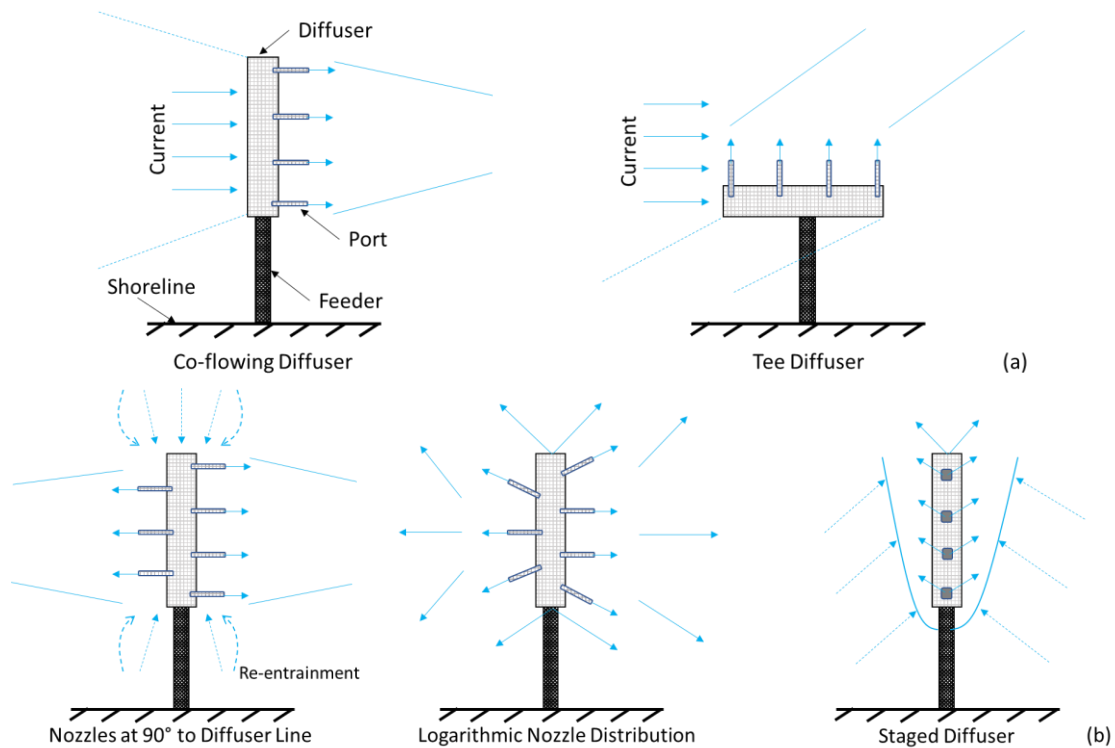 Diffuser
Current
Port
Shoreline
Feeder
Co-flowing Diffuser
Current
Tee Diffuser
(a)
Re-entrainment
Nozzles at 90° to Diffuser Line
Logarithmic Nozzle Distribution
Staged Diffuser
(b)